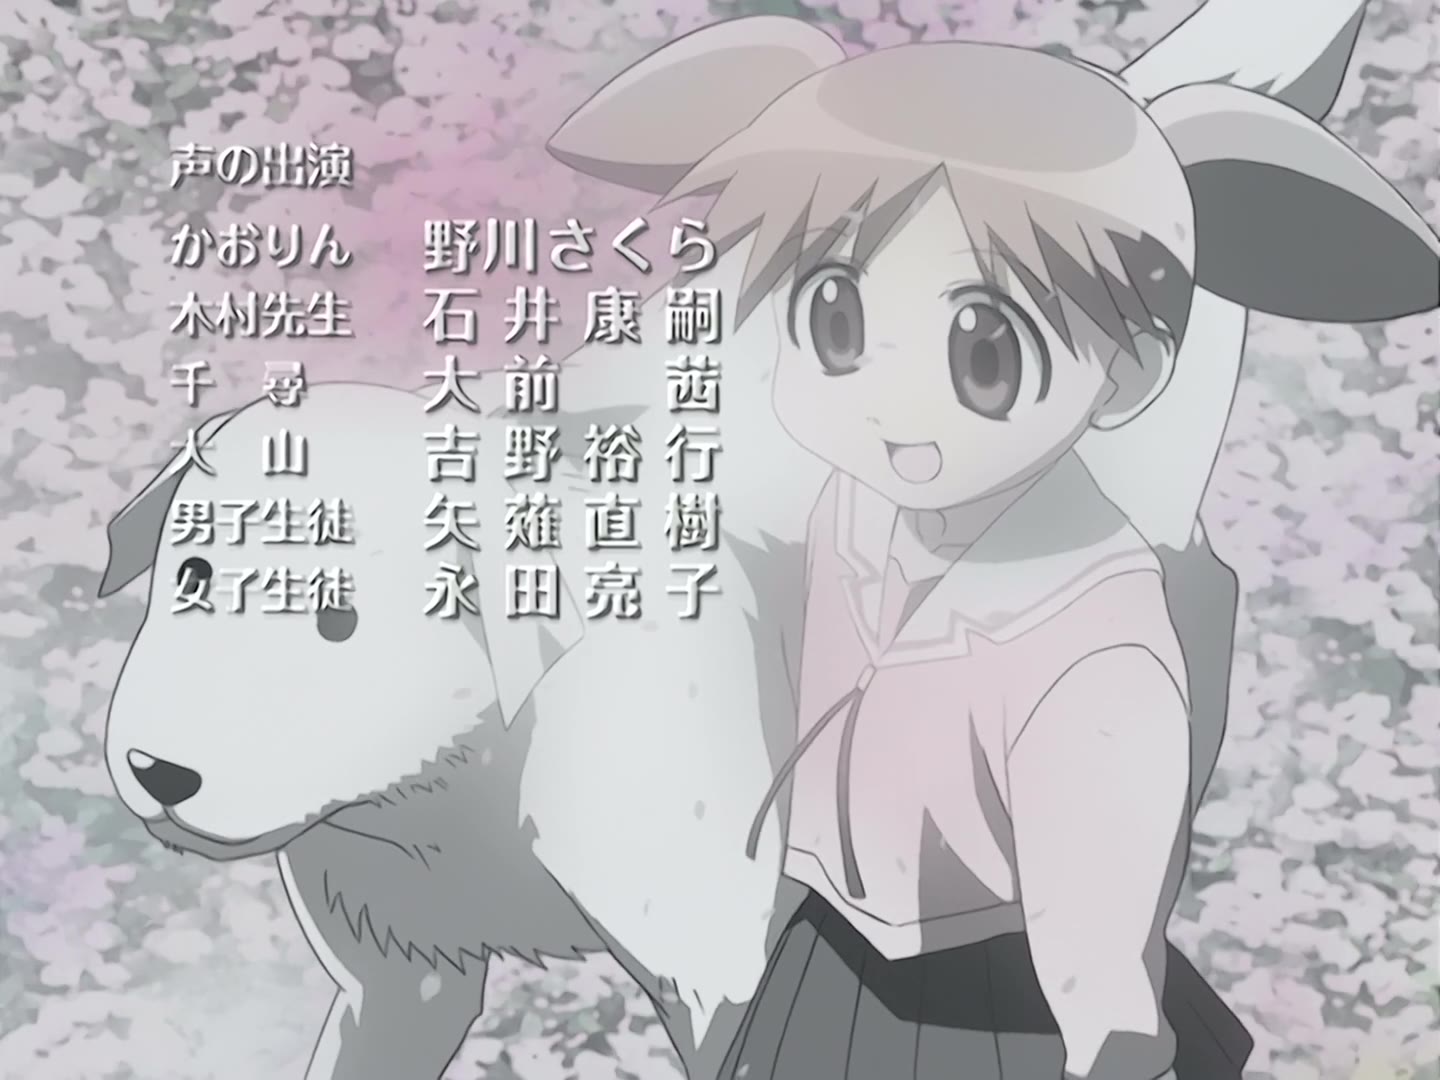 声の出演
かおりん 野川さくら
木村先生 石井康嗣
千尋 大前茜
大山 吉野裕行
男子生徒 矢薙直樹
女子生徒 永田亮子